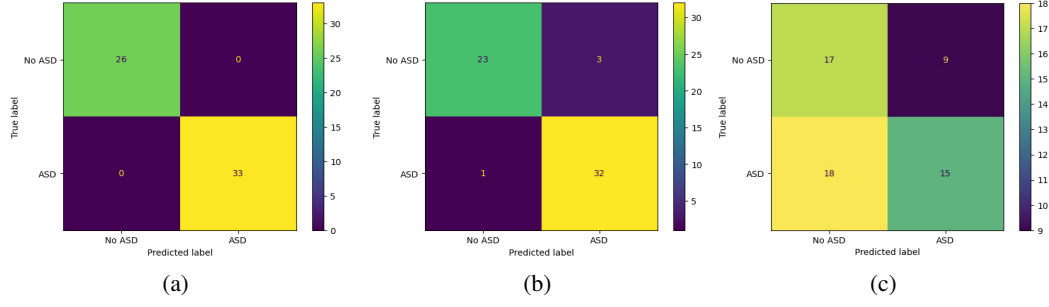 No ASD
ASD
True label
26
0
0
33
No ASD
ASD
Predicted label
30
25
20
15
10
5
0
(a)
No ASD
ASD
True label
23
3
1
32
No ASD
ASD
Predicted label
30
25
20
15
10
5
(b)
No ASD
ASD
True label
17
9
18
15
No ASD
ASD
Predicted label
18
17
16
15
14
13
12
11
10
9
(c)